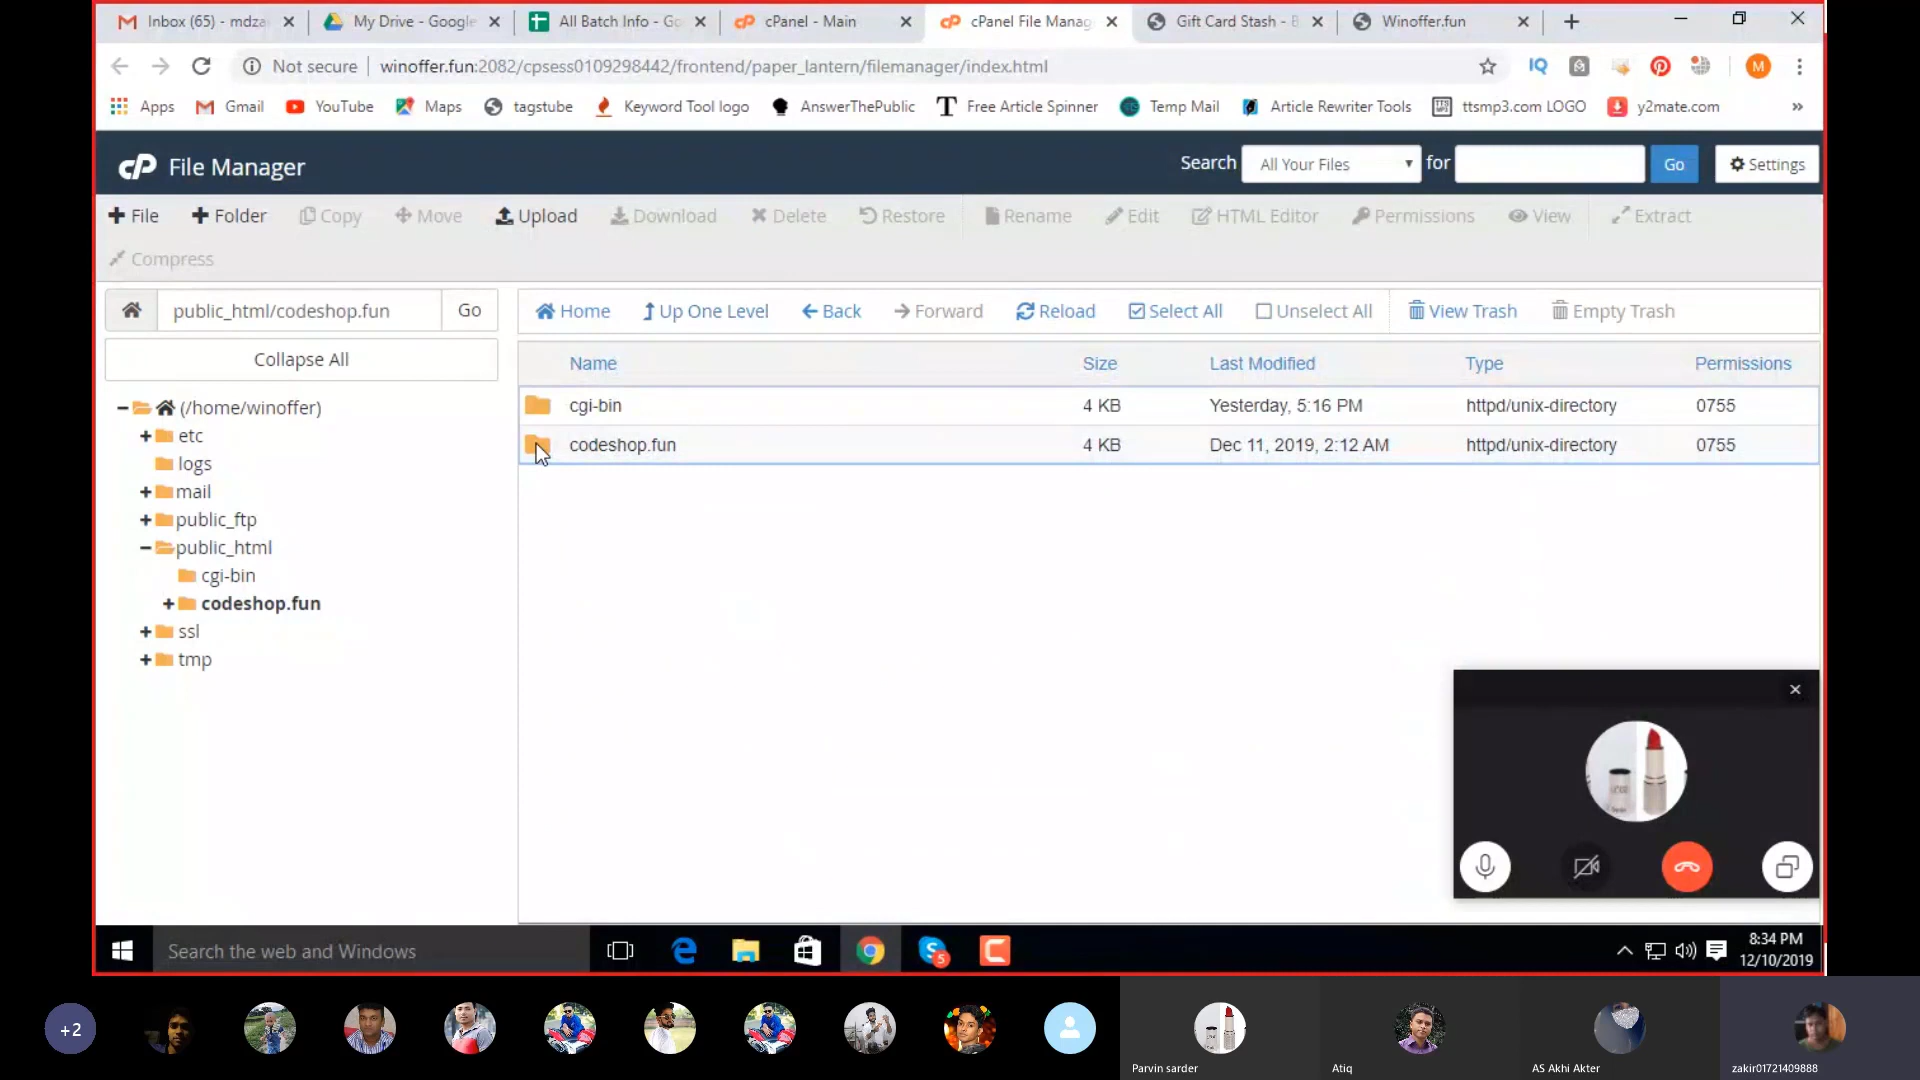 Inbox (65) - mdza
My Drive - Google
All Batch Info - Go
cPanel - Main
cPanel File Manag
Gift Card Stash - B
Winoffer.fun
Not secure
winoffer.fun:2082/cpsess0109298442/frontend/paper_lantern/filemanager/index.html
IQ
M
Apps
Gmail
YouTube
Maps
tagstube
Keyword Tool logo
AnswerThePublic
Free Article Spinner
Temp Mail
Article Rewriter Tools
ttsmp3.com LOGO
y2mate.com
»
cP File Manager
Search
All Your Files
for
Go
Settings
File
Folder
Copy
Move
Upload
Download
Delete
Restore
Rename
Edit
HTML Editor
Permissions
View
Extract
Compress
public_html/codeshop.fun
Go
Home
Up One Level
Back
Forward
Reload
Select All
Unselect All
View Trash
Empty Trash
Collapse All
(/home/winoffer)
etc
logs
mail
public_ftp
public_html
cgi-bin
codeshop.fun
ssl
tmp
Name Size Last Modified Type Permissions
cgi-bin 4 KB Yesterday, 5:16 PM httpd/unix-directory 0755
codeshop.fun 4 KB Dec 11, 2019, 2:12 AM httpd/unix-directory 0755
Search the web and Windows
5
8:34 PM
12/10/2019
+2
Parvin sarder
Atiq
AS Akhi Akter
zakir01721409888